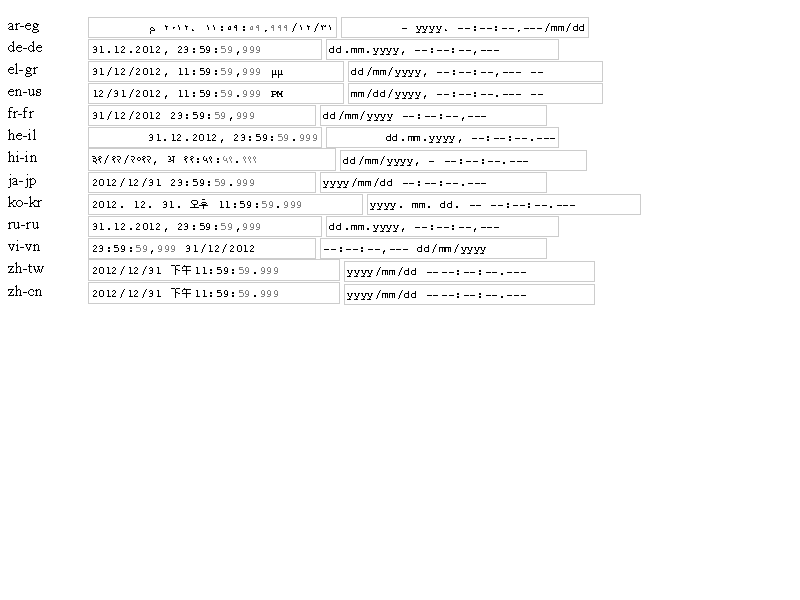 ar-eg ٣١/١٢/٢٠١٢، ١١:٥٩:٥٩,٩٩٩ م dd/mm/yyyy، --:--:--,--- -
de-de 31.12.2012, 23:59:59,999 dd.mm.yyyy, --:--:--,---
el-gr 31/12/2012, 11:59:59,999 μμ dd/mm/yyyy, --:--:--,--- --
en-us 12/31/2012, 11:59:59.999 PM mm/dd/yyyy, --:--:--.--- --
fr-fr 31/12/2012 23:59:59,999 dd/mm/yyyy --:--:--,---
he-il 31.12.2012, 23:59:59.999 dd.mm.yyyy, --:--:--.---
hi-in ३१/१२/२०१२, अ ११:५९:५९.९९९ dd/mm/yyyy, - --:--:--.---
ja-jp 2012/12/31 23:59:59.999 yyyy/mm/dd --:--:--.---
ko-kr 2012. 12. 31. 오후 11:59:59.999 yyyy. mm. dd. -- --:--:--.---
ru-ru 31.12.2012, 23:59:59,999 dd.mm.yyyy, --:--:--,---
vi-vn 23:59:59,999 31/12/2012 --:--:--,--- dd/mm/yyyy
zh-tw 2012/12/31 下午11:59:59.999 yyyy/mm/dd ----:--:--.---
zh-cn 2012/12/31 下午11:59:59.999 yyyy/mm/dd ----:--:--.---